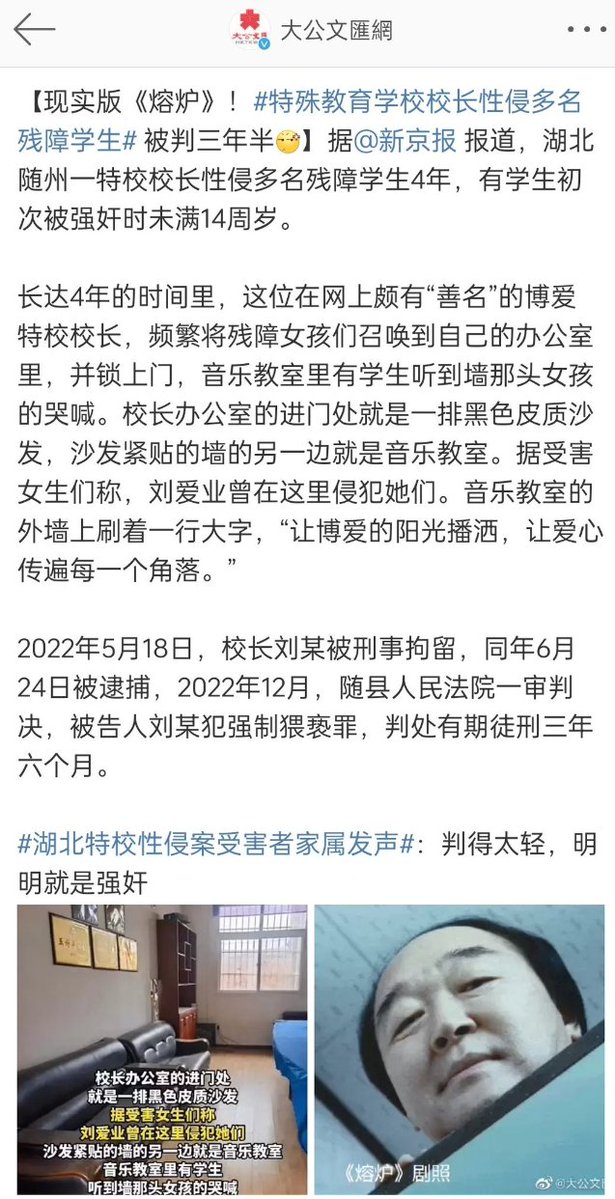 大公文匯網
【现实版《熔炉》！#特殊教育学校校长性侵多名
残障学生# 被判三年半】据@新京报 报道，湖北
随州一特校校长性侵多名残障学生4年，有学生初
次被强奸时未满14周岁。
长达4年的时间里，这位在网上颇有“善名”的博爱
特校校长，频繁将残障女孩们召唤到自己的办公室
里，并锁上门，音乐教室里有学生听到墙那头女孩
的哭喊。校长办公室的进门处就是一排黑色皮质沙
发，沙发紧贴的墙的另一边就是音乐教室。据受害
女生们称，刘爱业曾在这里侵犯她们。音乐教室的
外墙上刷着一行大字，“让博爱的阳光播洒，让爱心
传遍每一个角落。”
2022年5月18日，校长刘某被刑事拘留，同年6月
24日被逮捕，2022年12月，随县人民法院一审判
决，被告人刘某犯强制猥亵罪，判处有期徒刑三年
六个月。
#湖北特校性侵案受害者家属发声#：判得太轻，明
明就是强奸
校长办公室的进门处
就是一排黑色皮质沙发
据受害女生们称
刘爱业曾在这里侵犯她们
沙发紧贴的墙的另一边就是音乐教室
音乐教室里有学生
听到墙那头女孩的哭喊
《熔炉》剧照
@大公文